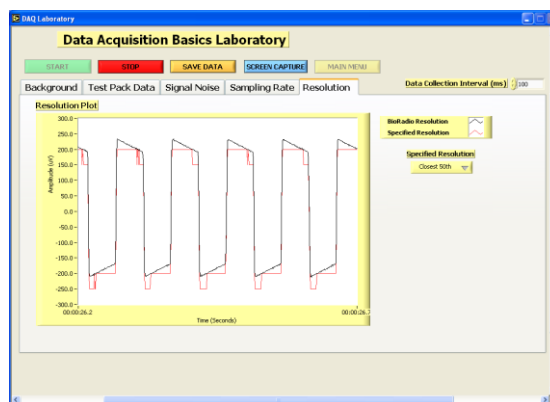 DAQ Laboratory
Data Acquisition Basics Laboratory
START STOP SAVE DATA SCREEN CAPTURE MAIN MENU
Background Test Pack Data Signal Noise Sampling Rate Resolution
Data Collection Interval (ms) 100
Resolution Plot
BioRadio Resolution
Specified Resolution
Specified Resolution
Closest 50th
Amplitude (uV)
300.0
250.0
200.0
150.0
100.0
50.0
0.0
-50.0
-100.0
-150.0
-200.0
-250.0
-300.0
00:00:26.2 00:00:26.7
Time (Seconds)